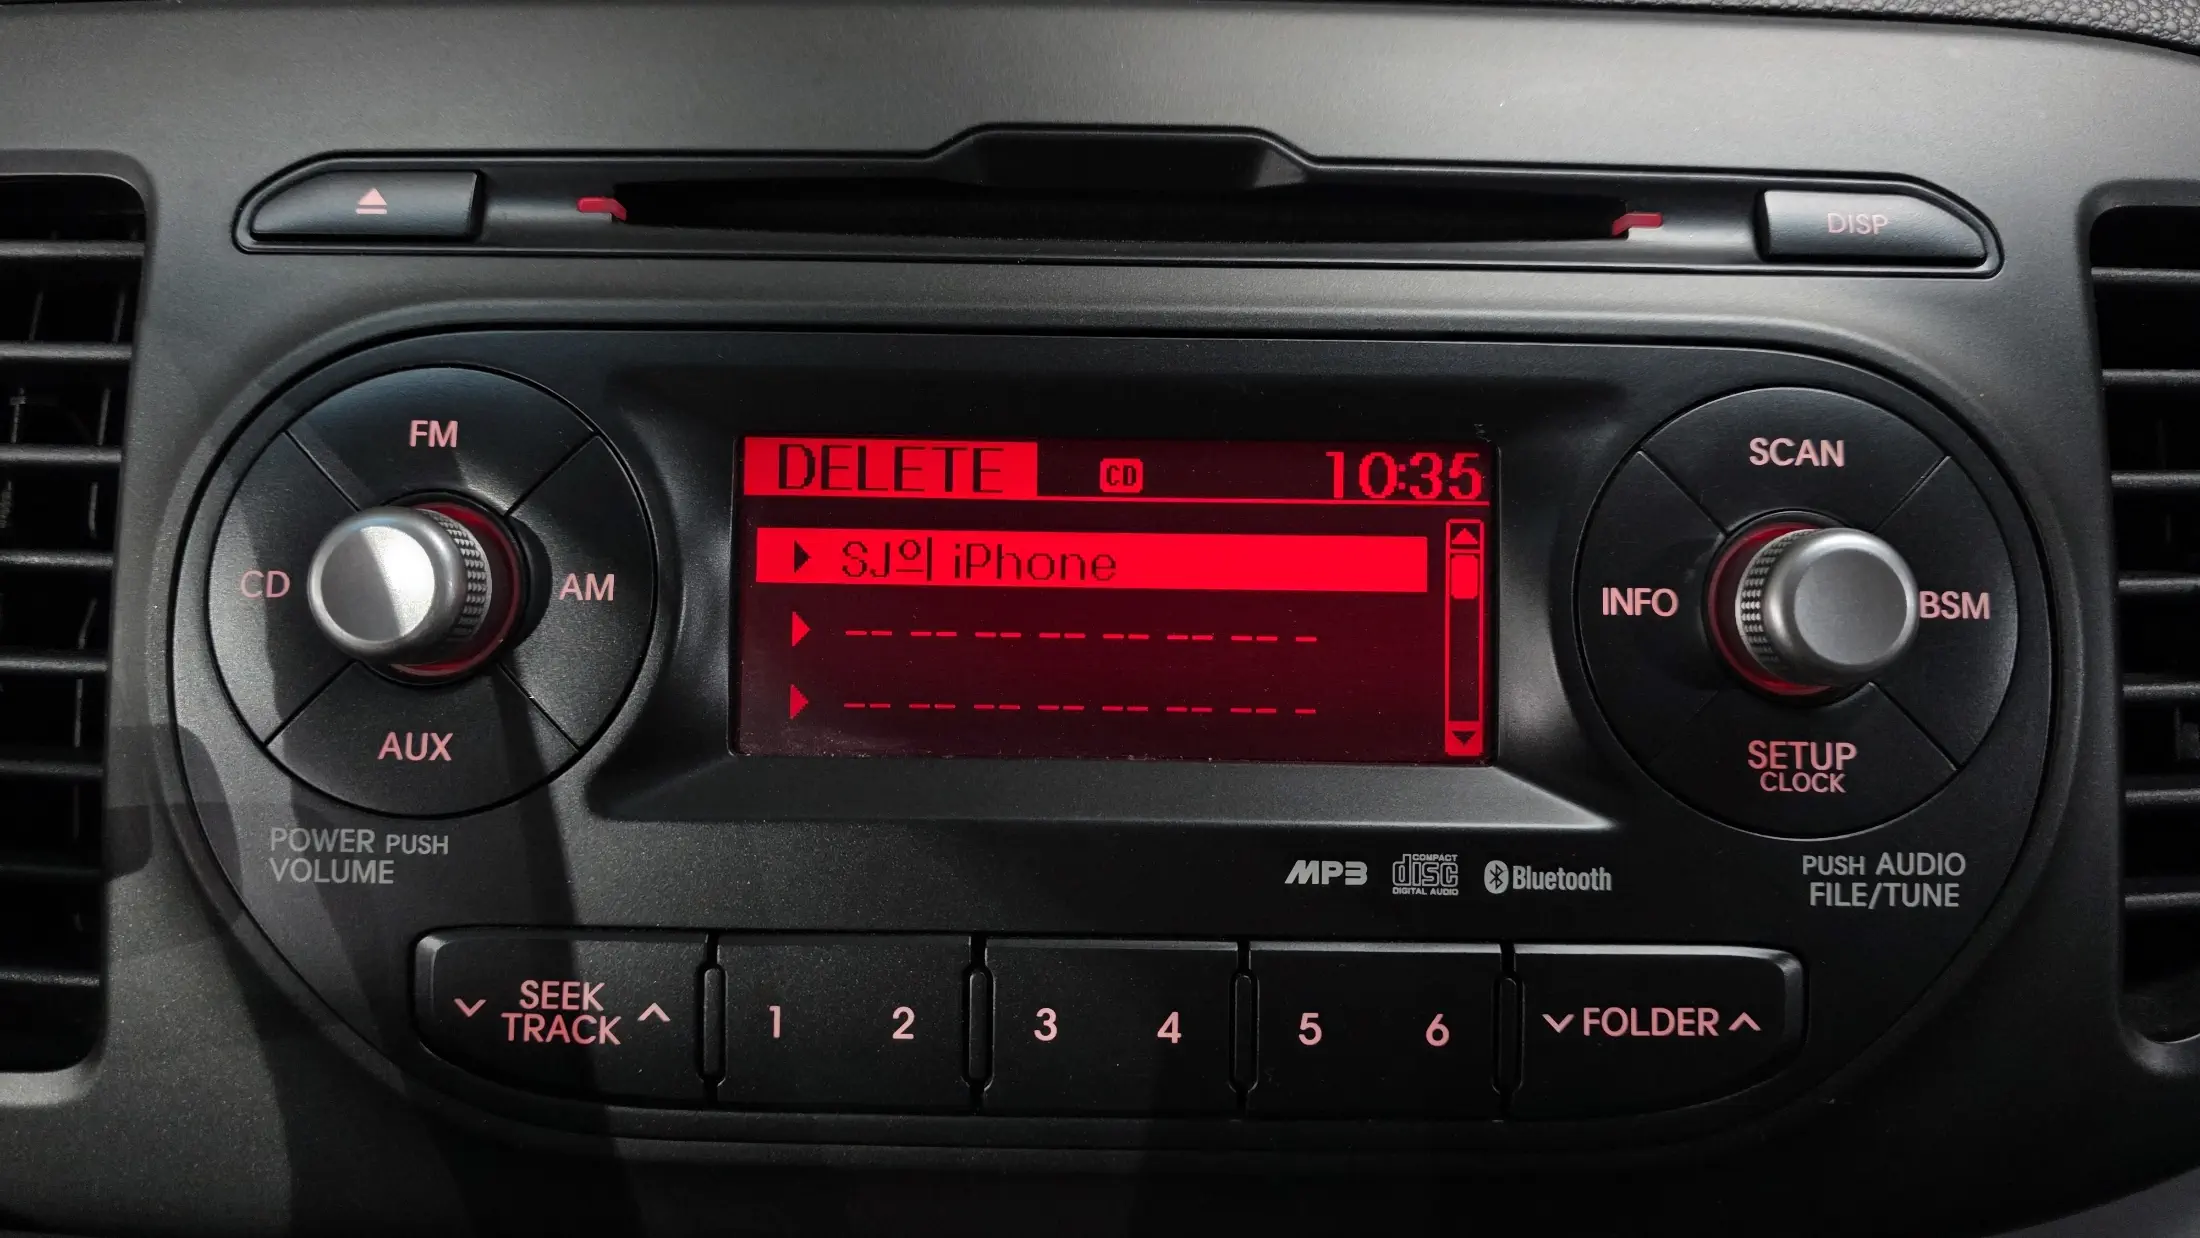 DISP
FM
CD
AM
AUX
POWER PUSH
VOLUME
DELETE CD 10:35
SJ의 iPhone
-- -- -- -- -- -- -- -
-- -- -- -- -- -- -- -
SCAN
INFO
BSM
SETUP
CLOCK
MP3 COMPACT disc DIGITAL AUDIO Bluetooth
PUSH AUDIO
FILE/TUNE
SEEK
TRACK
1 2 3 4 5 6
FOLDER